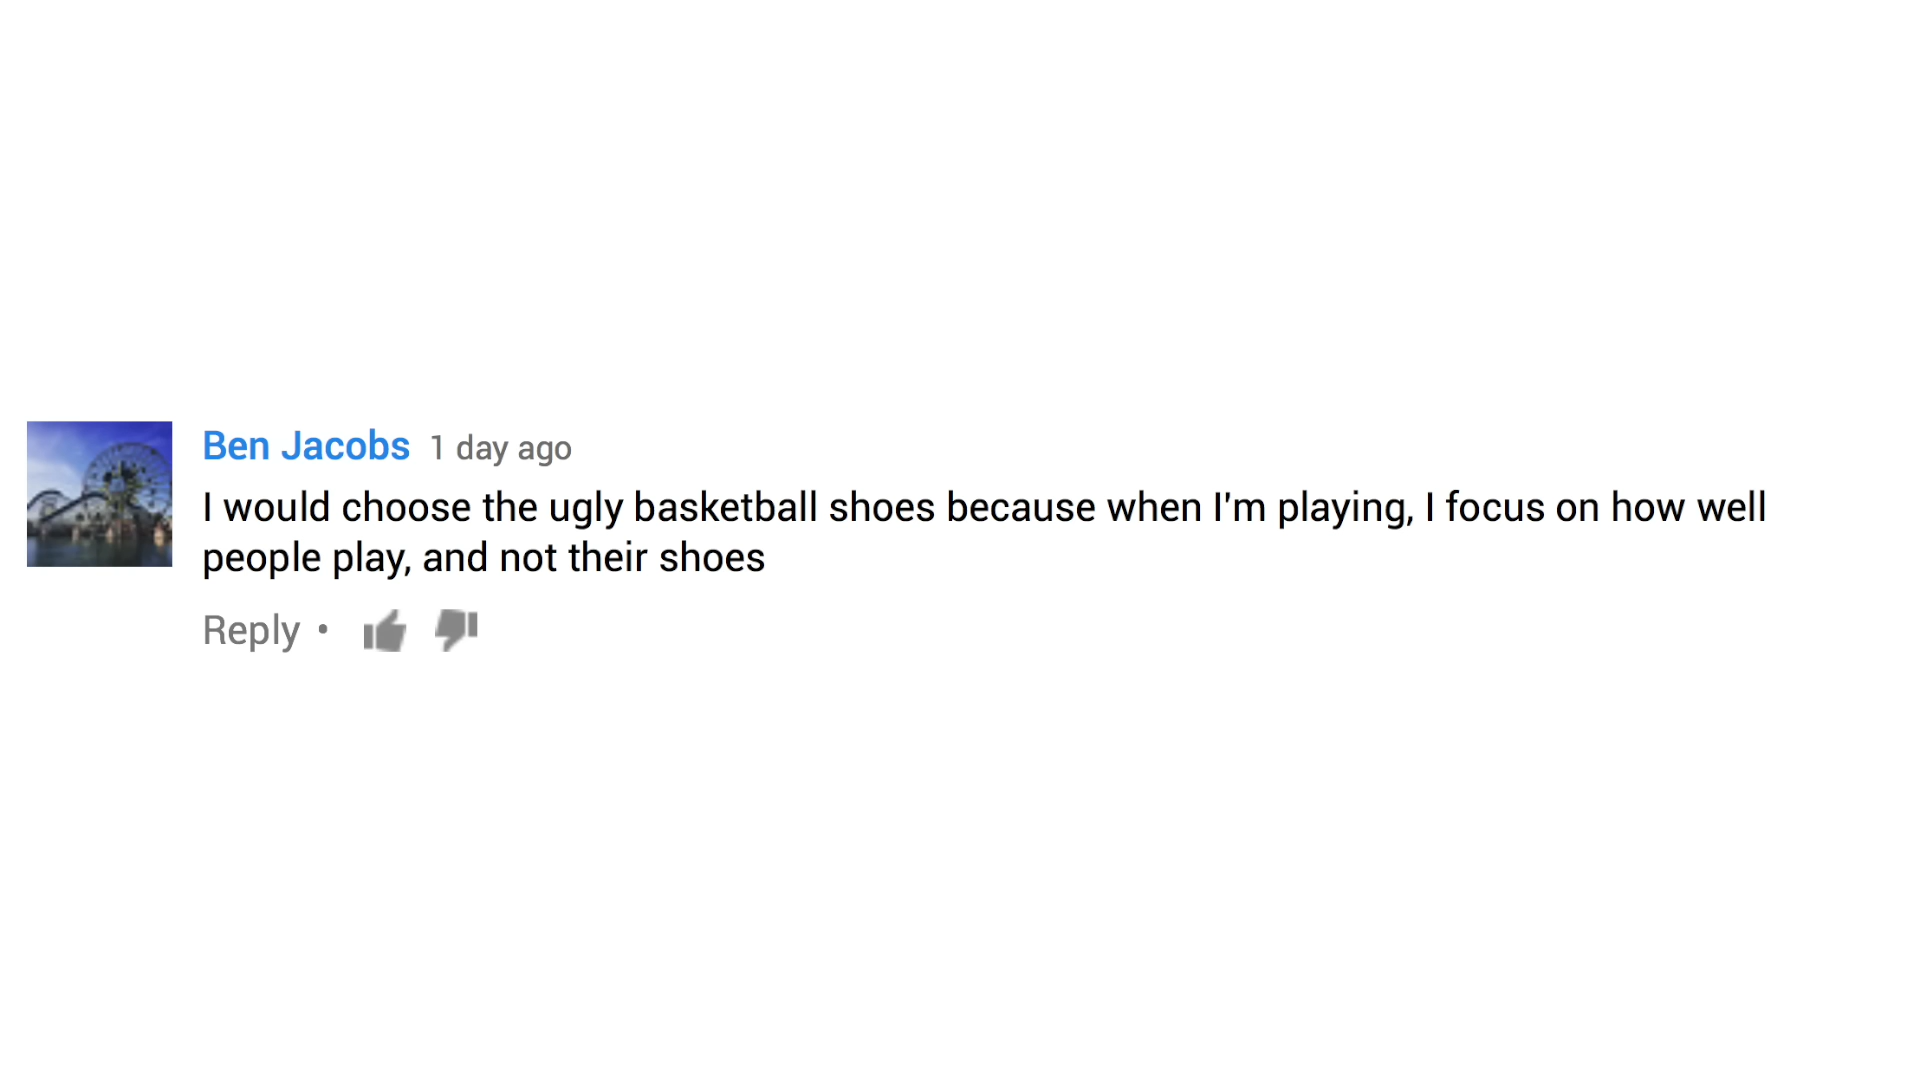 Ben Jacobs 1 day ago
I would choose the ugly basketball shoes because when I'm playing, I focus on how well
people play, and not their shoes
Reply •